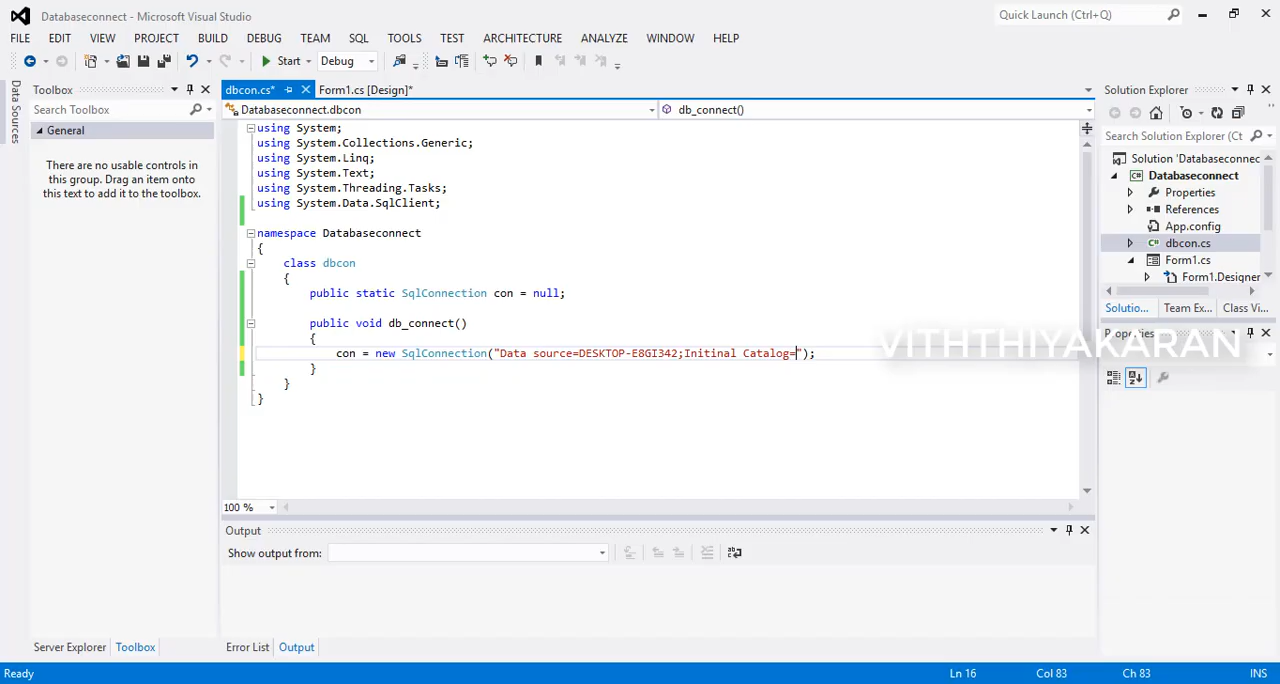 Databaseconnect - Microsoft Visual Studio
Quick Launch (Ctrl+Q)
FILE EDIT VIEW PROJECT BUILD DEBUG TEAM SQL TOOLS TEST ARCHITECTURE ANALYZE WINDOW HELP
Start Debug
Data Sources
Toolbox
Search Toolbox
General
There are no usable controls in
this group. Drag an item onto
this text to add it to the toolbox.
Server Explorer Toolbox
dbcon.cs* Form1.cs [Design]*
Databaseconnect.dbcon db_connect()
using System;
using System.Collections.Generic;
using System.Linq;
using System.Text;
using System.Threading.Tasks;
using System.Data.SqlClient;
namespace Databaseconnect
{
class dbcon
{
public static SqlConnection con = null;
public void db_connect()
{
con = new SqlConnection("Data source=DESKTOP-E8GI342;Initinal Catalog=");
}
}
}
100 %
Output
Show output from:
Error List Output
Solution Explorer
Search Solution Explorer (Ct
Solution 'Databaseconnec
Databaseconnect
Properties
References
App.config
dbcon.cs
Form1.cs
Form1.Designer
Solutio... Team Ex... Class Vi...
Properties
VITHTHIYAKARAN
Ready Ln 16 Col 83 Ch 83 INS